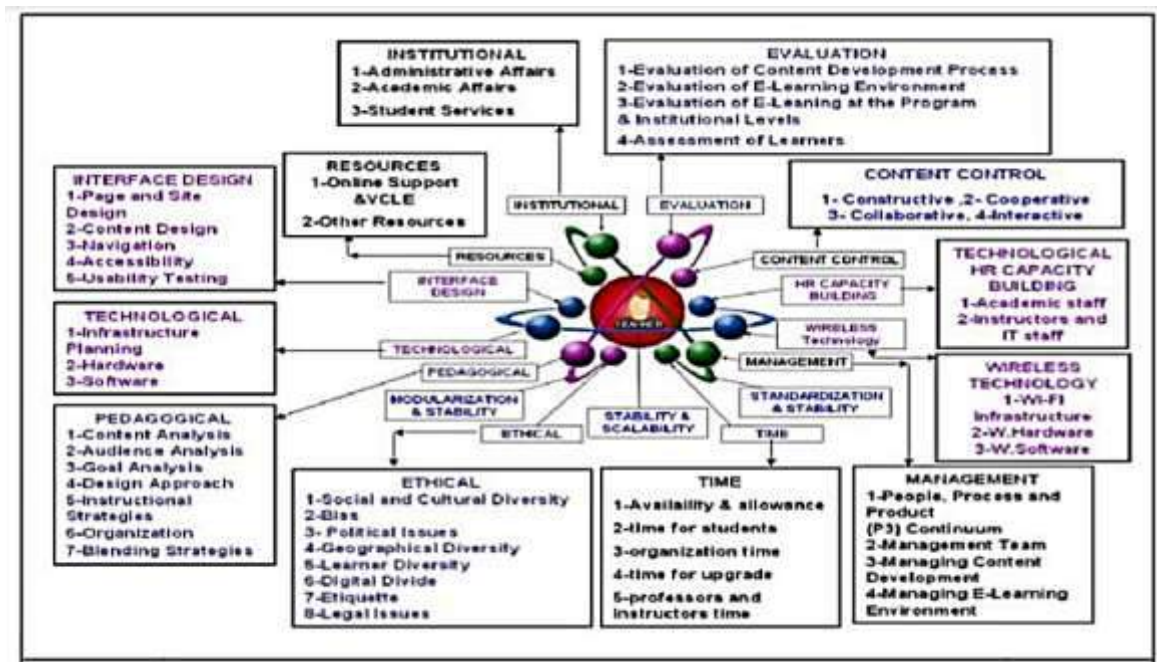 INSTITUTIONAL
1-Administrative Affairs
2-Academic Affairs
3-Student Services
EVALUATION
1-Evaluation of Content Development Process
2-Evaluation of E-Learning Environment
3-Evaluation of E-Leaning at the Program
& Institutional Levels
4-Assessment of Learners
RESOURCES
1-Online Support
&VCLE
2-Other Resources
INTERFACE DESIGN
1-Page and Site
Design
2-Content Design
3-Navigation
4-Accessibility
5-Usability Testing
CONTENT CONTROL
1- Constructive ,2- Cooperative
3- Collaborative, 4-Interactive
TECHNOLOGICAL
HR CAPACITY
BUILDING
1-Academic staff
2-Instructors and
IT staff
TECHNOLOGICAL
1-Infrastructure
Planning
2-Hardware
3-Software
INSTITUTIONAL
EVALUATION
RESOURCES
CONTENT CONTROL
INTERFACE
DESIGN
HR CAPACITY
BUILDING
TECHNOLOGICAL
WIRELESS
Technology
PEDAGOGICAL
MANAGEMENT
MODULARIZATION
& STABILITY
STANDARDIZATION
& STABILITY
ETHICAL
STABILITY &
SCALABILITY
TIME
WIRELESS
TECHNOLOGY
1-Wi-Fi
Infrastructure
2-W.Hardware
3-W.Software
PEDAGOGICAL
1-Content Analysis
2-Audience Analysis
3-Goal Analysis
4-Design Approach
5-Instructional
Strategies
6-Organization
7-Blending Strategies
ETHICAL
1-Social and Cultural Diversity
2-Bias
3- Political Issues
4-Geographical Diversity
5-Learner Diversity
6-Digital Divide
7-Etiquette
8-Legal Issues
TIME
1-Availability & allowance
2-time for students
3-organization time
4-time for upgrade
5-professors and
instructors time
MANAGEMENT
1-People, Process and
Product
(P3) Continuum
2-Management Team
3-Managing Content
Development
4-Managing E-Learning
Environment